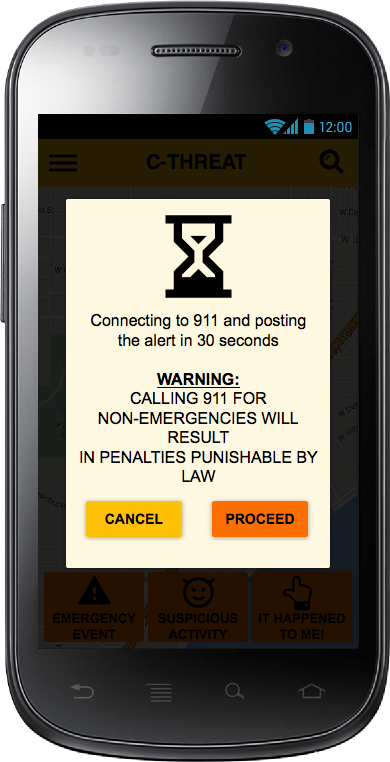 12:00
C-THREAT
Connecting to 911 and posting
the alert in 30 seconds
WARNING:
CALLING 911 FOR
NON-EMERGENCIES WILL
RESULT
IN PENALTIES PUNISHABLE BY
LAW
CANCEL
PROCEED
EMERGENCY
EVENT
SUSPICIOUS
ACTIVITY
IT HAPPENED
TO ME!